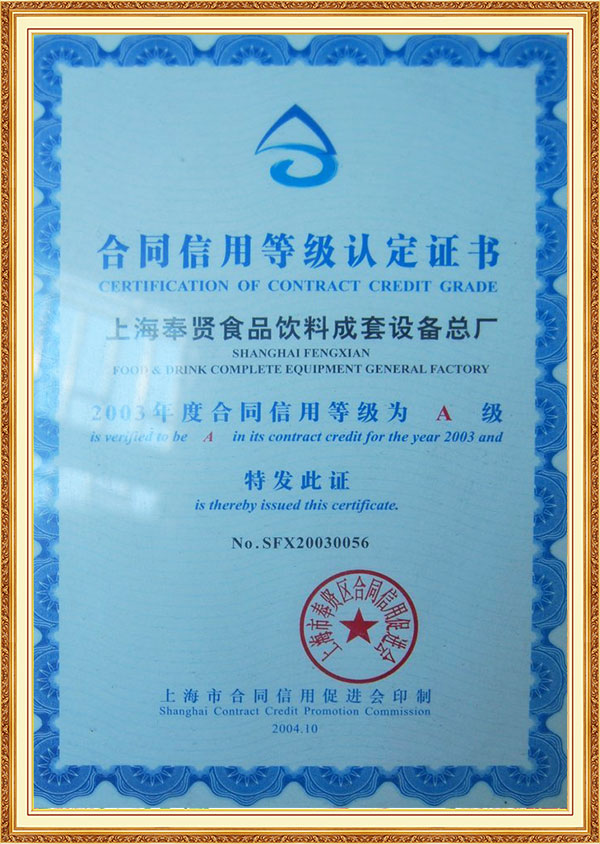 合同信用等级认定证书
CERTIFICATION OF CONTRACT CREDIT GRADE
上海奉贤食品饮料成套设备总厂
SHANGHAI FENGXIAN
FOOD & DRINK COMPLETE EQUIPMENT GENERAL FACTORY
2003年度合同信用等级为 A 级
is verified to be A in its contract credit for the year 2003 and
特发此证
is thereby issued this certificate.
No.SFX20030056
上海市奉贤区合同信用促进会
上海市合同信用促进会印制
Shanghai Contract Credit Promotion Commission
2004.10